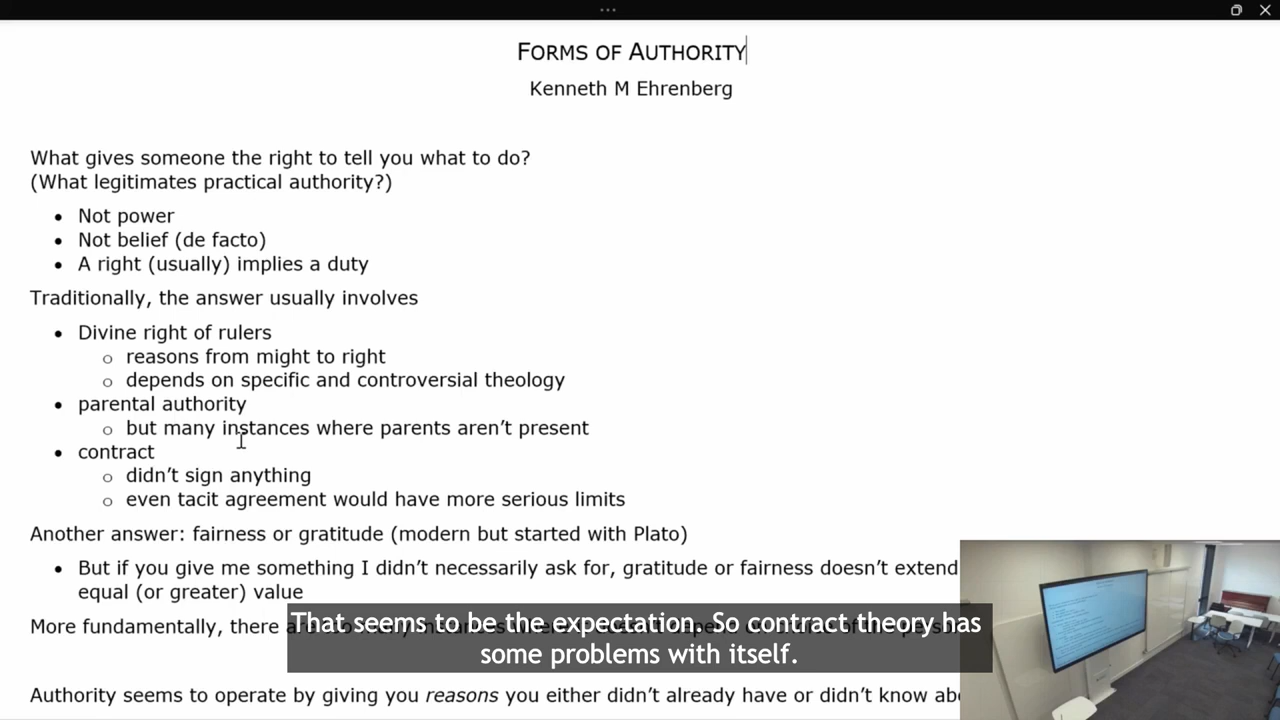 FORMS OF AUTHORITY
Kenneth M Ehrenberg
What gives someone the right to tell you what to do?
(What legitimates practical authority?)
• Not power
• Not belief (de facto)
• A right (usually) implies a duty
Traditionally, the answer usually involves
• Divine right of rulers
o reasons from might to right
o depends on specific and controversial theology
• parental authority
o but many instances where parents aren't present
• contract
o didn't sign anything
o even tacit agreement would have more serious limits
Another answer: fairness or gratitude (modern but started with Plato)
• But if you give me something I didn't necessarily ask for, gratitude or fairness doesn't extend
equal (or greater) value
More fundamentally, there
That seems to be the expectation. So contract theory has
some problems with itself.
Authority seems to operate by giving you reasons you either didn't already have or didn't know